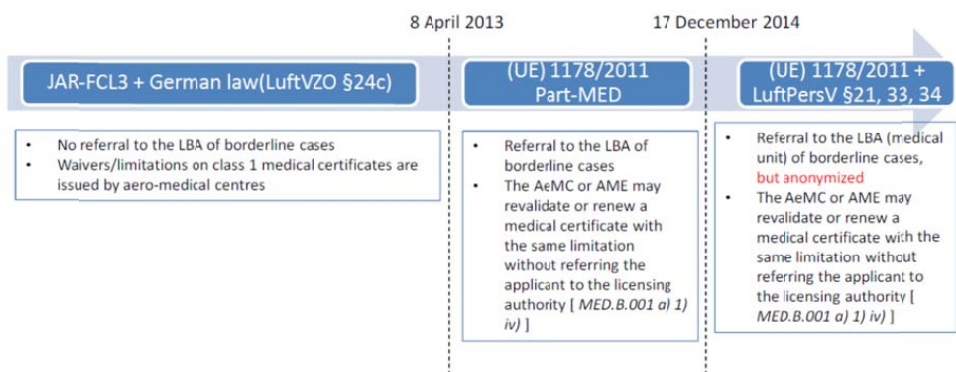 8 April 2013
17 December 2014
JAR-FCL3 + German law(LuftVZO §24c)
(UE) 1178/2011
Part-MED
(UE) 1178/2011 +
LuftPersV §21, 33, 34
• No referral to the LBA of borderline cases
• Waivers/limitations on class 1 medical certificates are
issued by aero-medical centres
• Referral to the LBA of
borderline cases
• The AeMC or AME may
revalidate or renew a
medical certificate with
the same limitation
without referring the
applicant to the licensing
authority [ MED.B.001 a) 1)
iv) ]
• Referral to the LBA (medical
unit) of borderline cases,
but anonymized
• The AeMC or AME may
revalidate or renew a
medical certificate with the
same limitation without
referring the applicant to
the licensing authority [
MED.B.001 a) 1) iv) ]